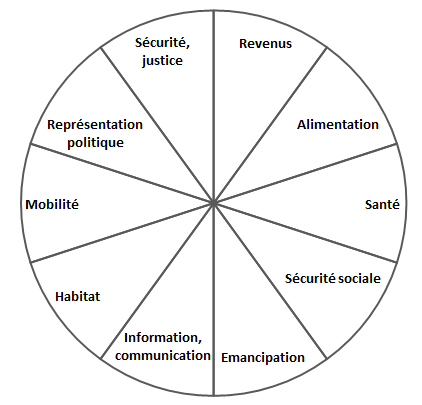 Sécurité,
justice
Revenus
Alimentation
Santé
Sécurité sociale
Emancipation
Information,
communication
Habitat
Mobilité
Représentation
politique